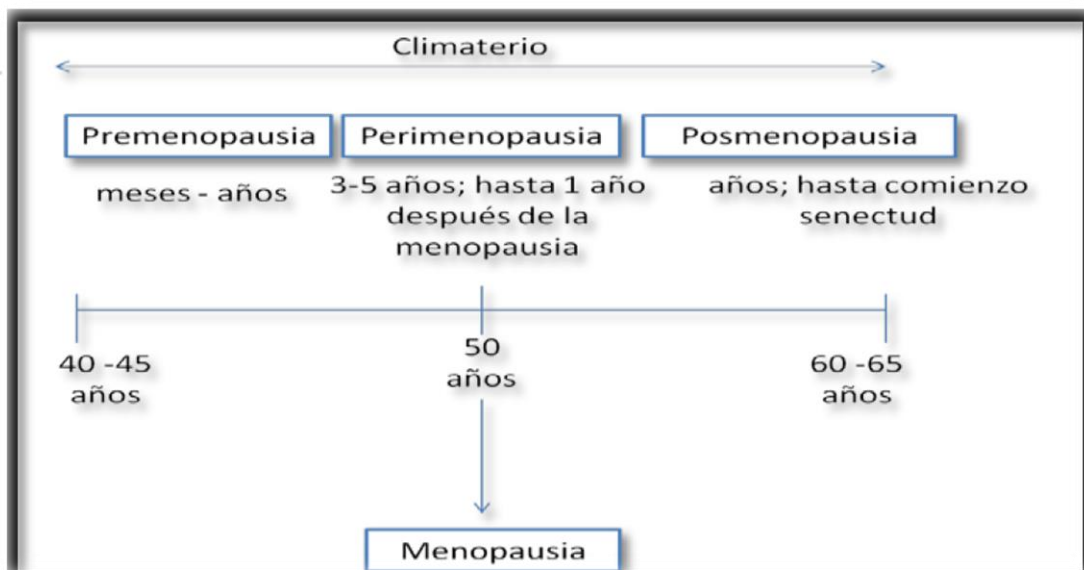 Climaterio
Premenopausia
Perimenopausia
Posmenopausia
meses - años
3-5 años; hasta 1 año
después de la
menopausia
años; hasta comienzo
senectud
40 -45
años
50
años
60 -65
años
Menopausia